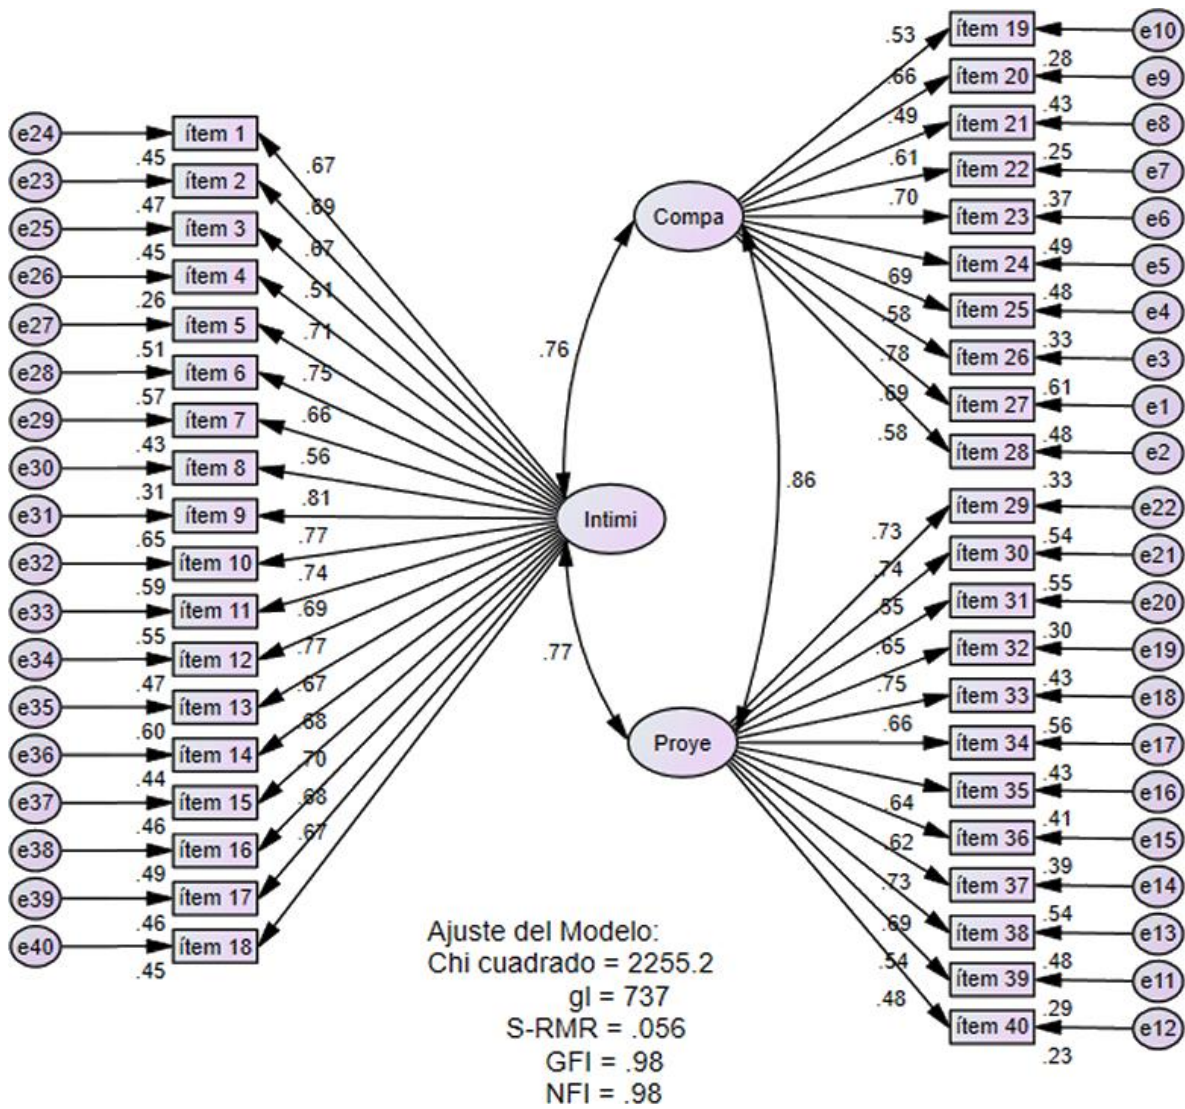 e24
ítem 1
.45
.67
e23
ítem 2
.47
.69
e25
ítem 3
.45
.67
e26
ítem 4
.26
.51
e27
ítem 5
.51
.71
e28
ítem 6
.57
.75
e29
ítem 7
.43
.66
e30
ítem 8
.31
.56
e31
ítem 9
.65
.81
e32
ítem 10
.59
.77
e33
ítem 11
.55
.74
e34
ítem 12
.47
.69
e35
ítem 13
.60
.77
e36
ítem 14
.44
.67
e37
ítem 15
.46
.68
e38
ítem 16
.49
.70
e39
ítem 17
.46
.68
e40
ítem 18
.45
.67
Intimi
.76
.77
Compa
.86
Proye
.53
ítem 19
e10
.28
.66
ítem 20
e9
.43
.49
ítem 21
e8
.25
.61
ítem 22
e7
.37
.70
ítem 23
e6
.49
.69
ítem 24
e5
.48
.58
ítem 25
e4
.33
.78
ítem 26
e3
.61
.69
ítem 27
e1
.48
.58
ítem 28
e2
.33
.73
ítem 29
e22
.54
.74
ítem 30
e21
.55
.55
ítem 31
e20
.30
.65
ítem 32
e19
.43
.75
ítem 33
e18
.56
.66
ítem 34
e17
.43
.64
ítem 35
e16
.41
.62
ítem 36
e15
.39
.73
ítem 37
e14
.54
.69
ítem 38
e13
.48
.54
ítem 39
e11
.29
.48
ítem 40
e12
.23
Ajuste del Modelo:
Chi cuadrado = 2255.2
gl = 737
S-RMR = .056
GFI = .98
NFI = .98